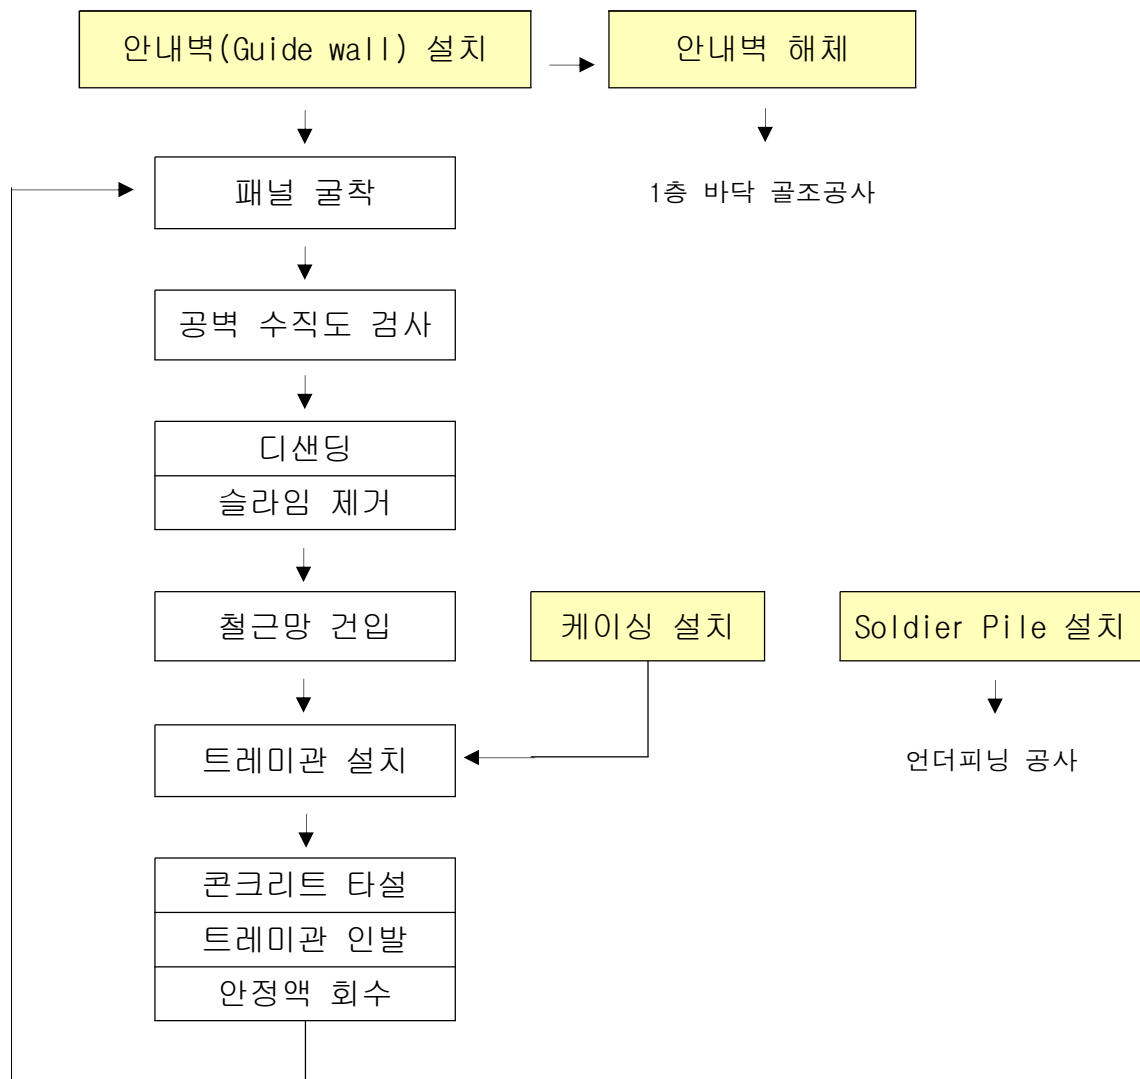 안내벽(Guide wall) 설치
안내벽 해체
패널 굴착
1층 바닥 골조공사
공벽 수직도 검사
디샌딩
슬라임 제거
철근망 건입
케이싱 설치
Soldier Pile 설치
트레미관 설치
언더피닝 공사
콘크리트 타설
트레미관 인발
안정액 회수